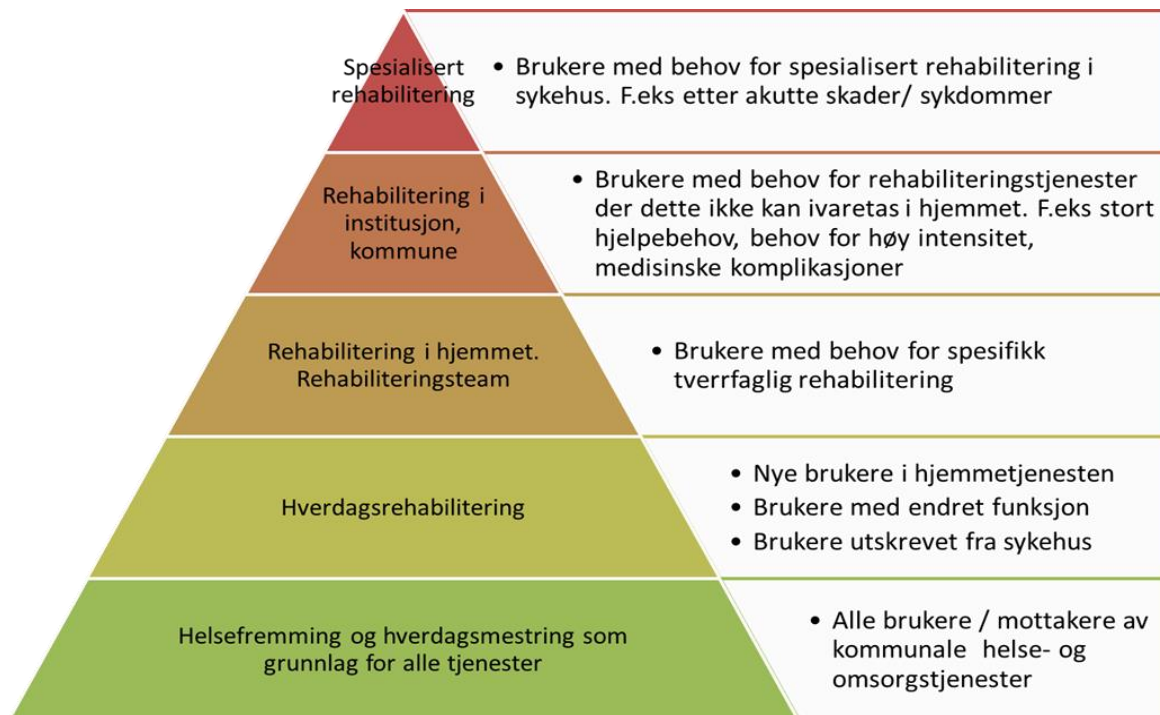 Spesialisert
rehabilitering
• Brukere med behov for spesialisert rehabilitering i
sykehus. F.eks etter akutte skader/ sykdommer
Rehabilitering i
institusjon,
kommune
• Brukere med behov for rehabiliteringstjenester
der dette ikke kan ivaretas i hjemmet. F.eks stort
hjelpebehov, behov for høy intensitet,
medisinske komplikasjoner
Rehabilitering i hjemmet.
Rehabiliteringsteam
• Brukere med behov for spesifikk
tverrfaglig rehabilitering
Hverdagsrehabilitering
• Nye brukere i hjemmetjenesten
• Brukere med endret funksjon
• Brukere utskrevet fra sykehus
Helsefremming og hverdagsmestring som
grunnlag for alle tjenester
• Alle brukere / mottakere av
kommunale helse- og
omsorgstjenester